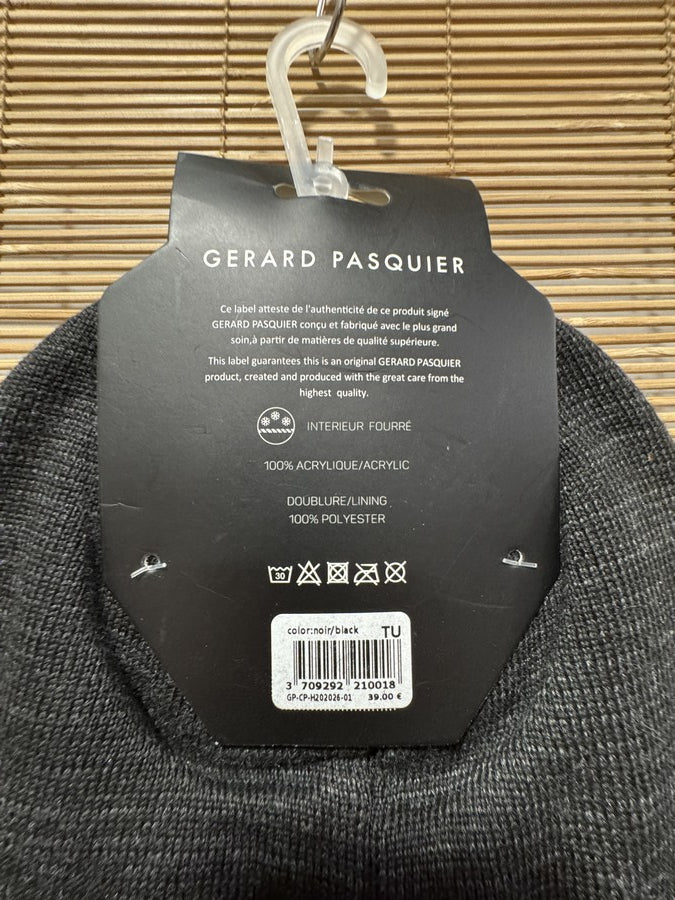 GERARD PASQUIER
Ce label atteste de l'authenticité de ce produit signé
GERARD PASQUIER conçu et fabriqué avec le plus grand
soin,à partir de matières de qualité supérieure.
This label guarantees this is an original GERARD PASQUIER
product, created and produced with the great care from the
highest quality.
INTERIEUR FOURRÉ
100% ACRYLIQUE/ACRYLIC
DOUBLURE/LINING
100% POLYESTER
30
color:noir/black TU
3 709292 210018
GP-CP-H202026-01 39.00 €